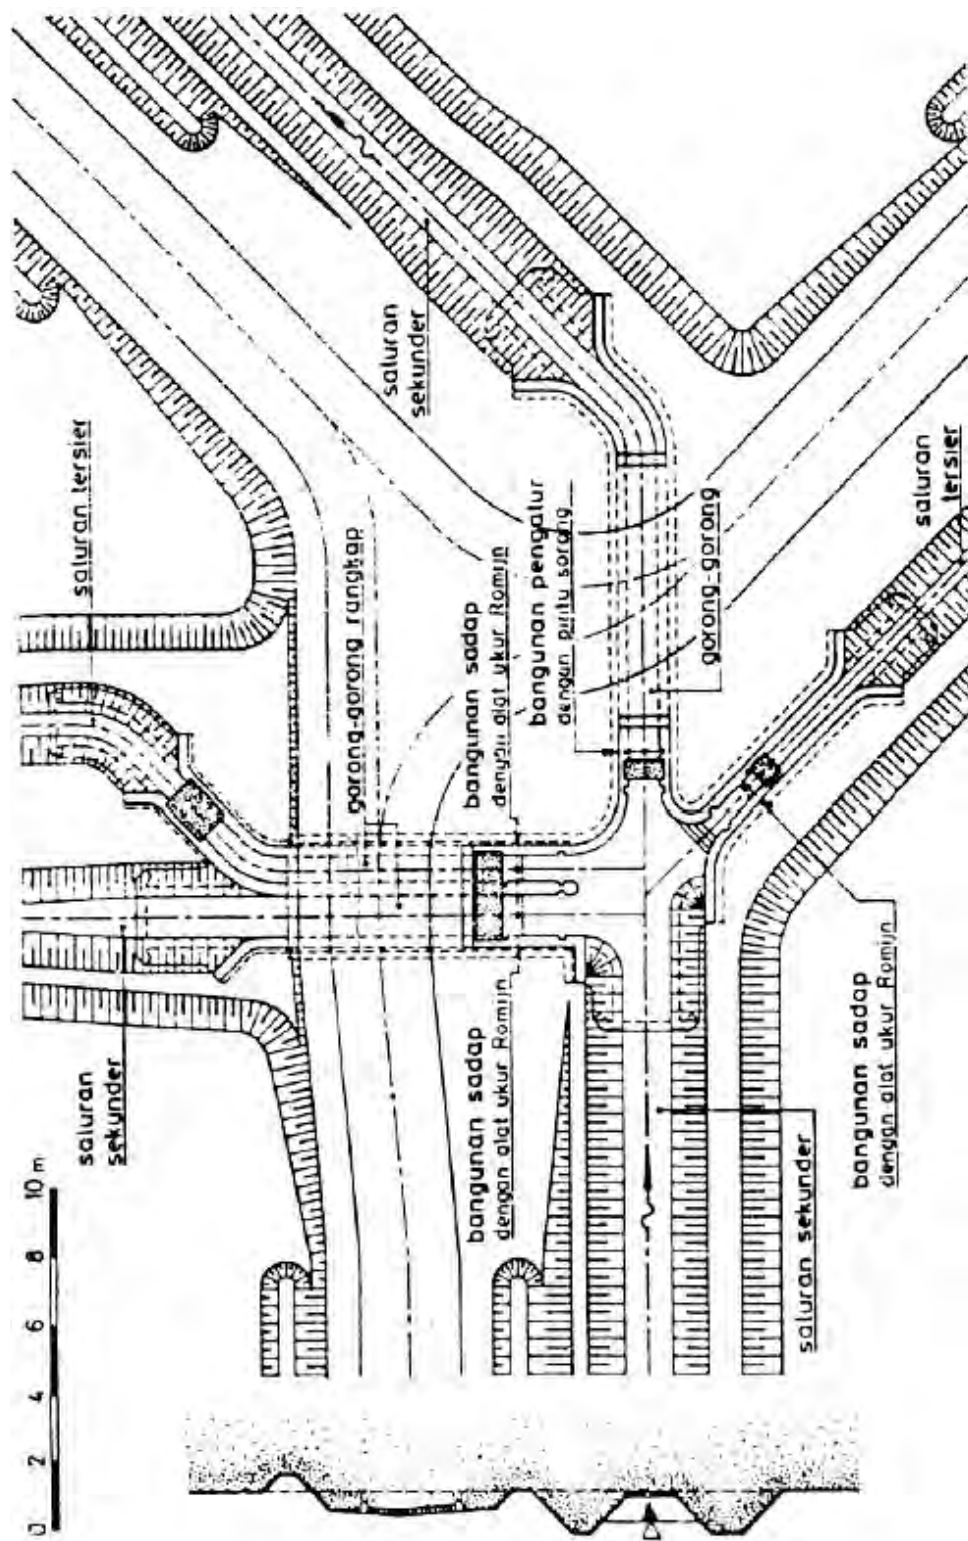 saluran tersier
saluran
sekunder
gorong-gorong rangkap
bangunan sadap
dengan alat ukur Romijn
bangunan pengatur
dengan pintu sorong
gorong-gorong
saluran
tersier
saluran
sekunder
bangunan sadap
dengan alat ukur Romijn
bangunan sadap
dengan alat ukur Romijn
saluran sekunder
0 2 4 6 8 10 m